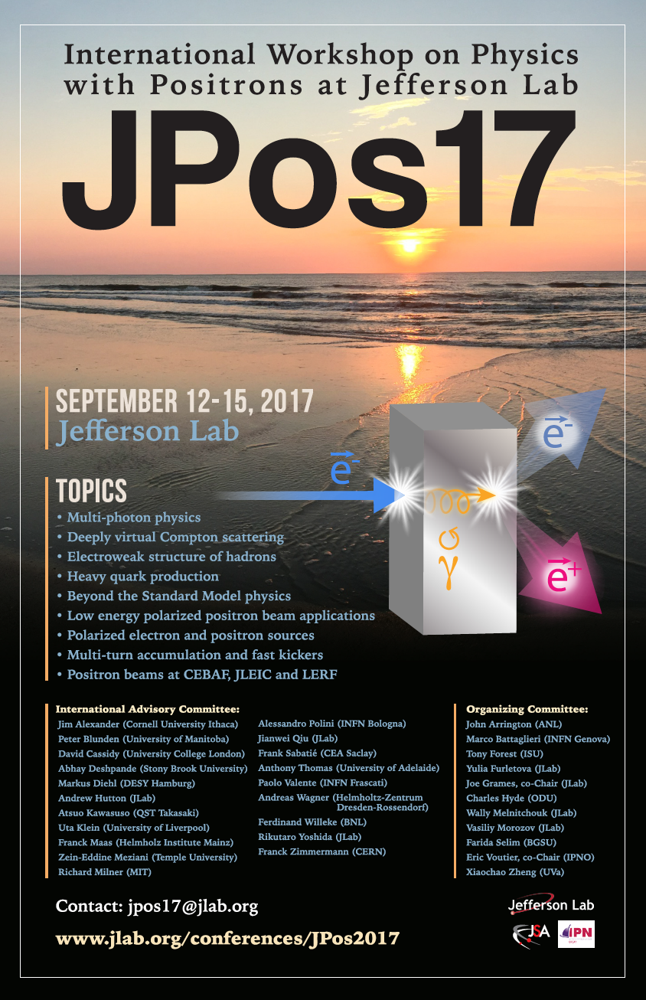 International Workshop on Physics
with Positrons at Jefferson Lab
JPos17
SEPTEMBER 12-15, 2017
Jefferson Lab
TOPICS
• Multi-photon physics
• Deeply virtual Compton scattering
• Electroweak structure of hadrons
• Heavy quark production
• Beyond the Standard Model physics
• Low energy polarized positron beam applications
• Polarized electron and positron sources
• Multi-turn accumulation and fast kickers
• Positron beams at CEBAF, JLEIC and LERF
e-
γ
e-
e+
International Advisory Committee:
Jim Alexander (Cornell University Ithaca)
Peter Blunden (University of Manitoba)
David Cassidy (University College London)
Abhay Deshpande (Stony Brook University)
Markus Diehl (DESY Hamburg)
Andrew Hutton (JLab)
Atsuo Kawasuso (QST Takasaki)
Uta Klein (University of Liverpool)
Franck Maas (Helmholz Institute Mainz)
Zein-Eddine Meziani (Temple University)
Richard Milner (MIT)
Alessandro Polini (INFN Bologna)
Jianwei Qiu (JLab)
Frank Sabatié (CEA Saclay)
Anthony Thomas (University of Adelaide)
Paolo Valente (INFN Frascati)
Andreas Wagner (Helmholtz-Zentrum
Dresden-Rossendorf)
Ferdinand Willeke (BNL)
Rikutaro Yoshida (JLab)
Franck Zimmermann (CERN)
Organizing Committee:
John Arrington (ANL)
Marco Battaglieri (INFN Genova)
Tony Forest (ISU)
Yulia Furletova (JLab)
Joe Grames, co-Chair (JLab)
Charles Hyde (ODU)
Wally Melnitchouk (JLab)
Vasiliy Morozov (JLab)
Farida Selim (BGSU)
Eric Voutier, co-Chair (IPNO)
Xiaochao Zheng (UVa)
Contact: jpos17@jlab.org
www.jlab.org/conferences/JPos2017
Jefferson Lab
JSA
IPN